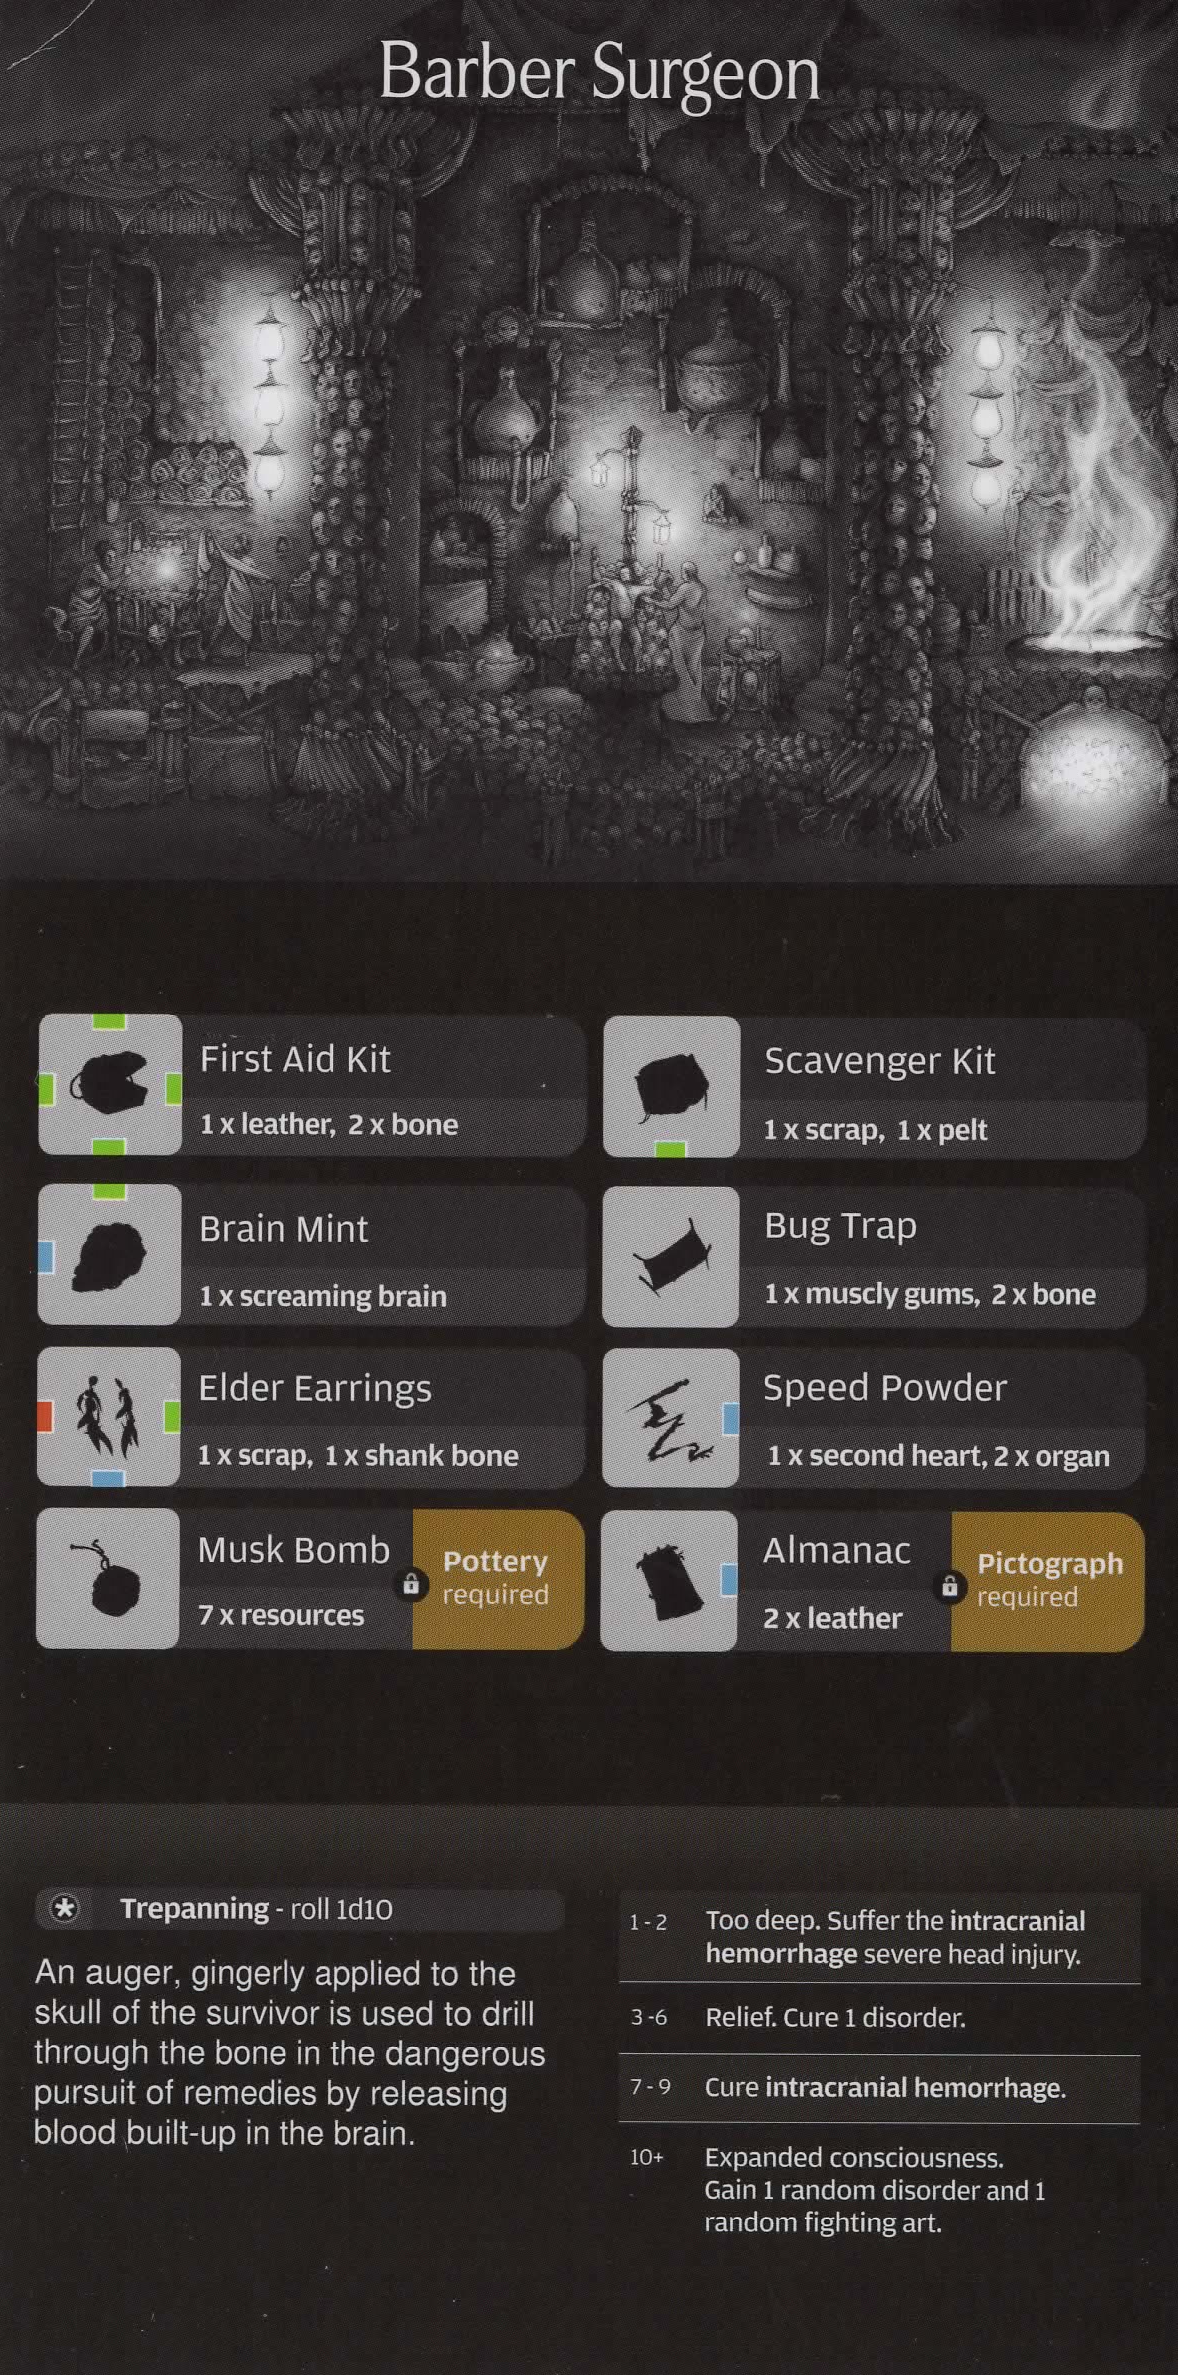 Barber Surgeon
First Aid Kit
1 x leather, 2 x bone
Scavenger Kit
1 x scrap, 1 x pelt
Brain Mint
1 x screaming brain
Bug Trap
1 x muscly gums, 2 x bone
Elder Earrings
1 x scrap, 1 x shank bone
Speed Powder
1 x second heart, 2 x organ
Musk Bomb
7 x resources
Pottery
required
Almanac
2 x leather
Pictograph
required
Trepanning - roll 1d10
An auger, gingerly applied to the
skull of the survivor is used to drill
through the bone in the dangerous
pursuit of remedies by releasing
blood built-up in the brain.
1 - 2 Too deep. Suffer the intracranial
hemorrhage severe head injury.
3 -6 Relief. Cure 1 disorder.
7 - 9 Cure intracranial hemorrhage.
10+ Expanded consciousness.
Gain 1 random disorder and 1
random fighting art.